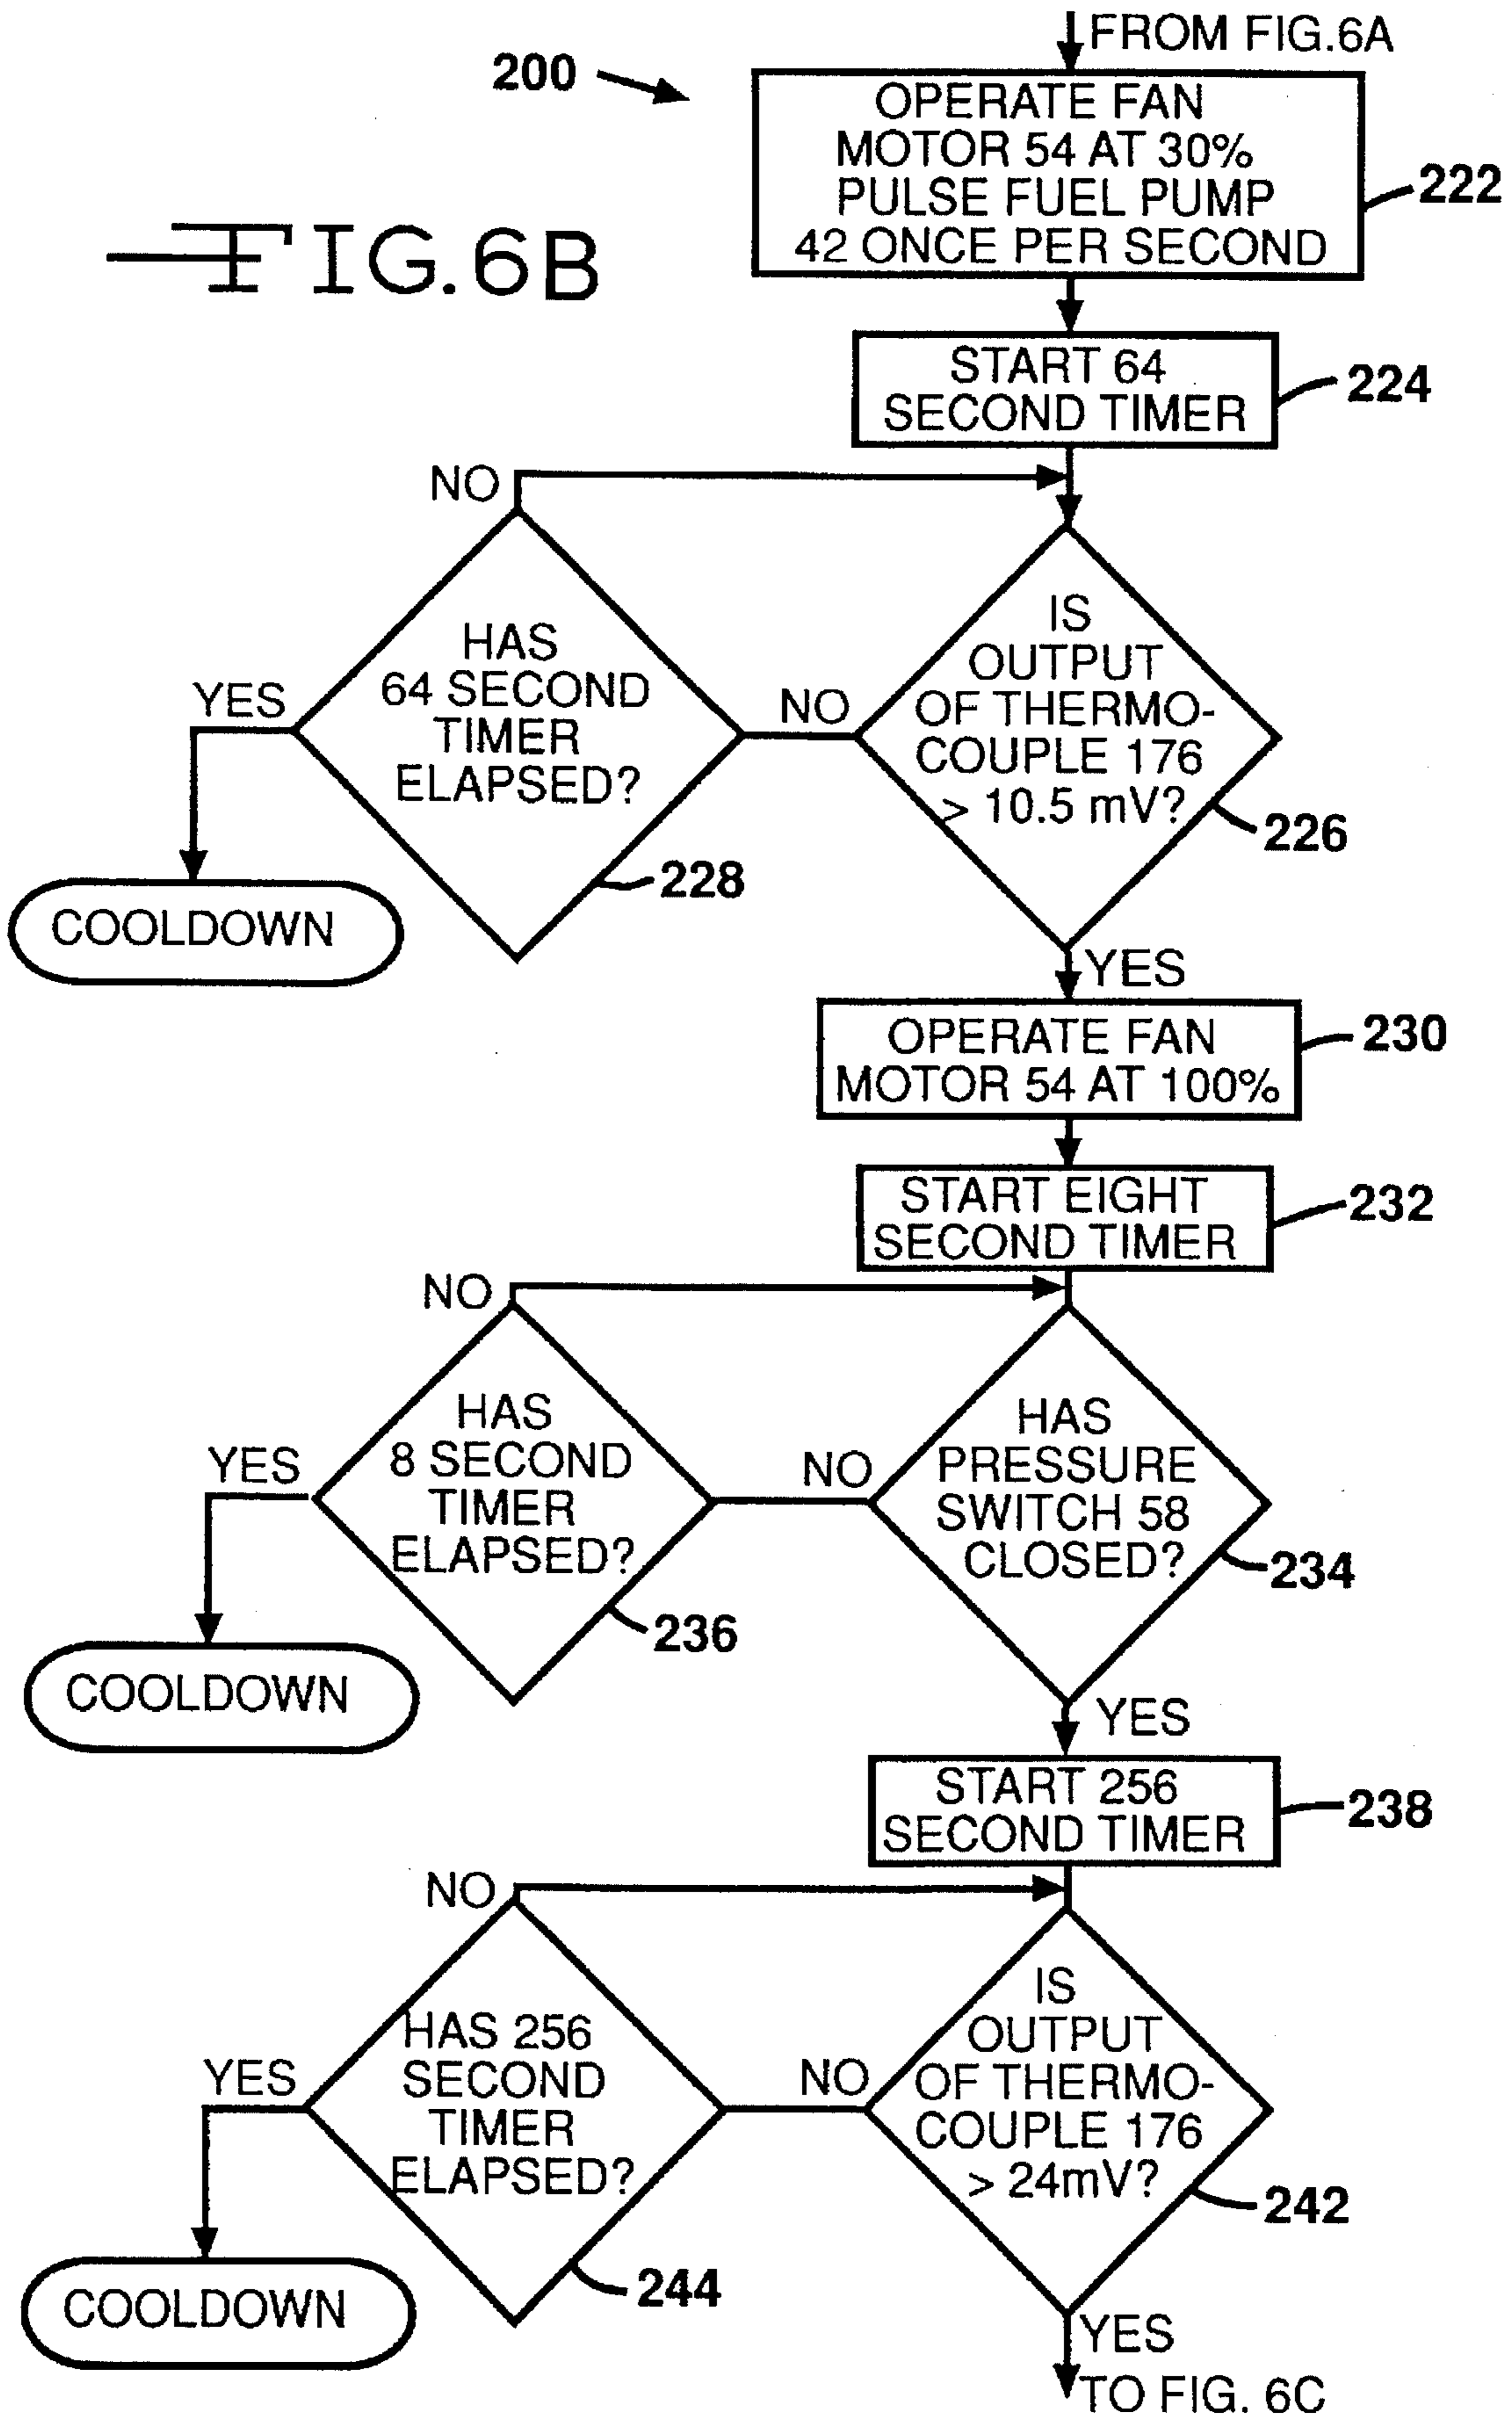 FROM FIG.6A
200
OPERATE FAN
MOTOR 54 AT 30%
PULSE FUEL PUMP
42 ONCE PER SECOND
222
FIG.6B
START 64
SECOND TIMER
224
NO
HAS
64 SECOND
TIMER
ELAPSED?
YES
NO
228
COOLDOWN
IS
OUTPUT
OF THERMO-
COUPLE 176
> 10.5 mV?
226
YES
OPERATE FAN
MOTOR 54 AT 100%
230
START EIGHT
SECOND TIMER
232
NO
HAS
8 SECOND
TIMER
ELAPSED?
YES
NO
236
COOLDOWN
HAS
PRESSURE
SWITCH 58
CLOSED?
234
YES
START 256
SECOND TIMER
238
NO
HAS 256
SECOND
TIMER
ELAPSED?
YES
NO
244
COOLDOWN
IS
OUTPUT
OF THERMO-
COUPLE 176
> 24mV?
242
YES
TO FIG. 6C